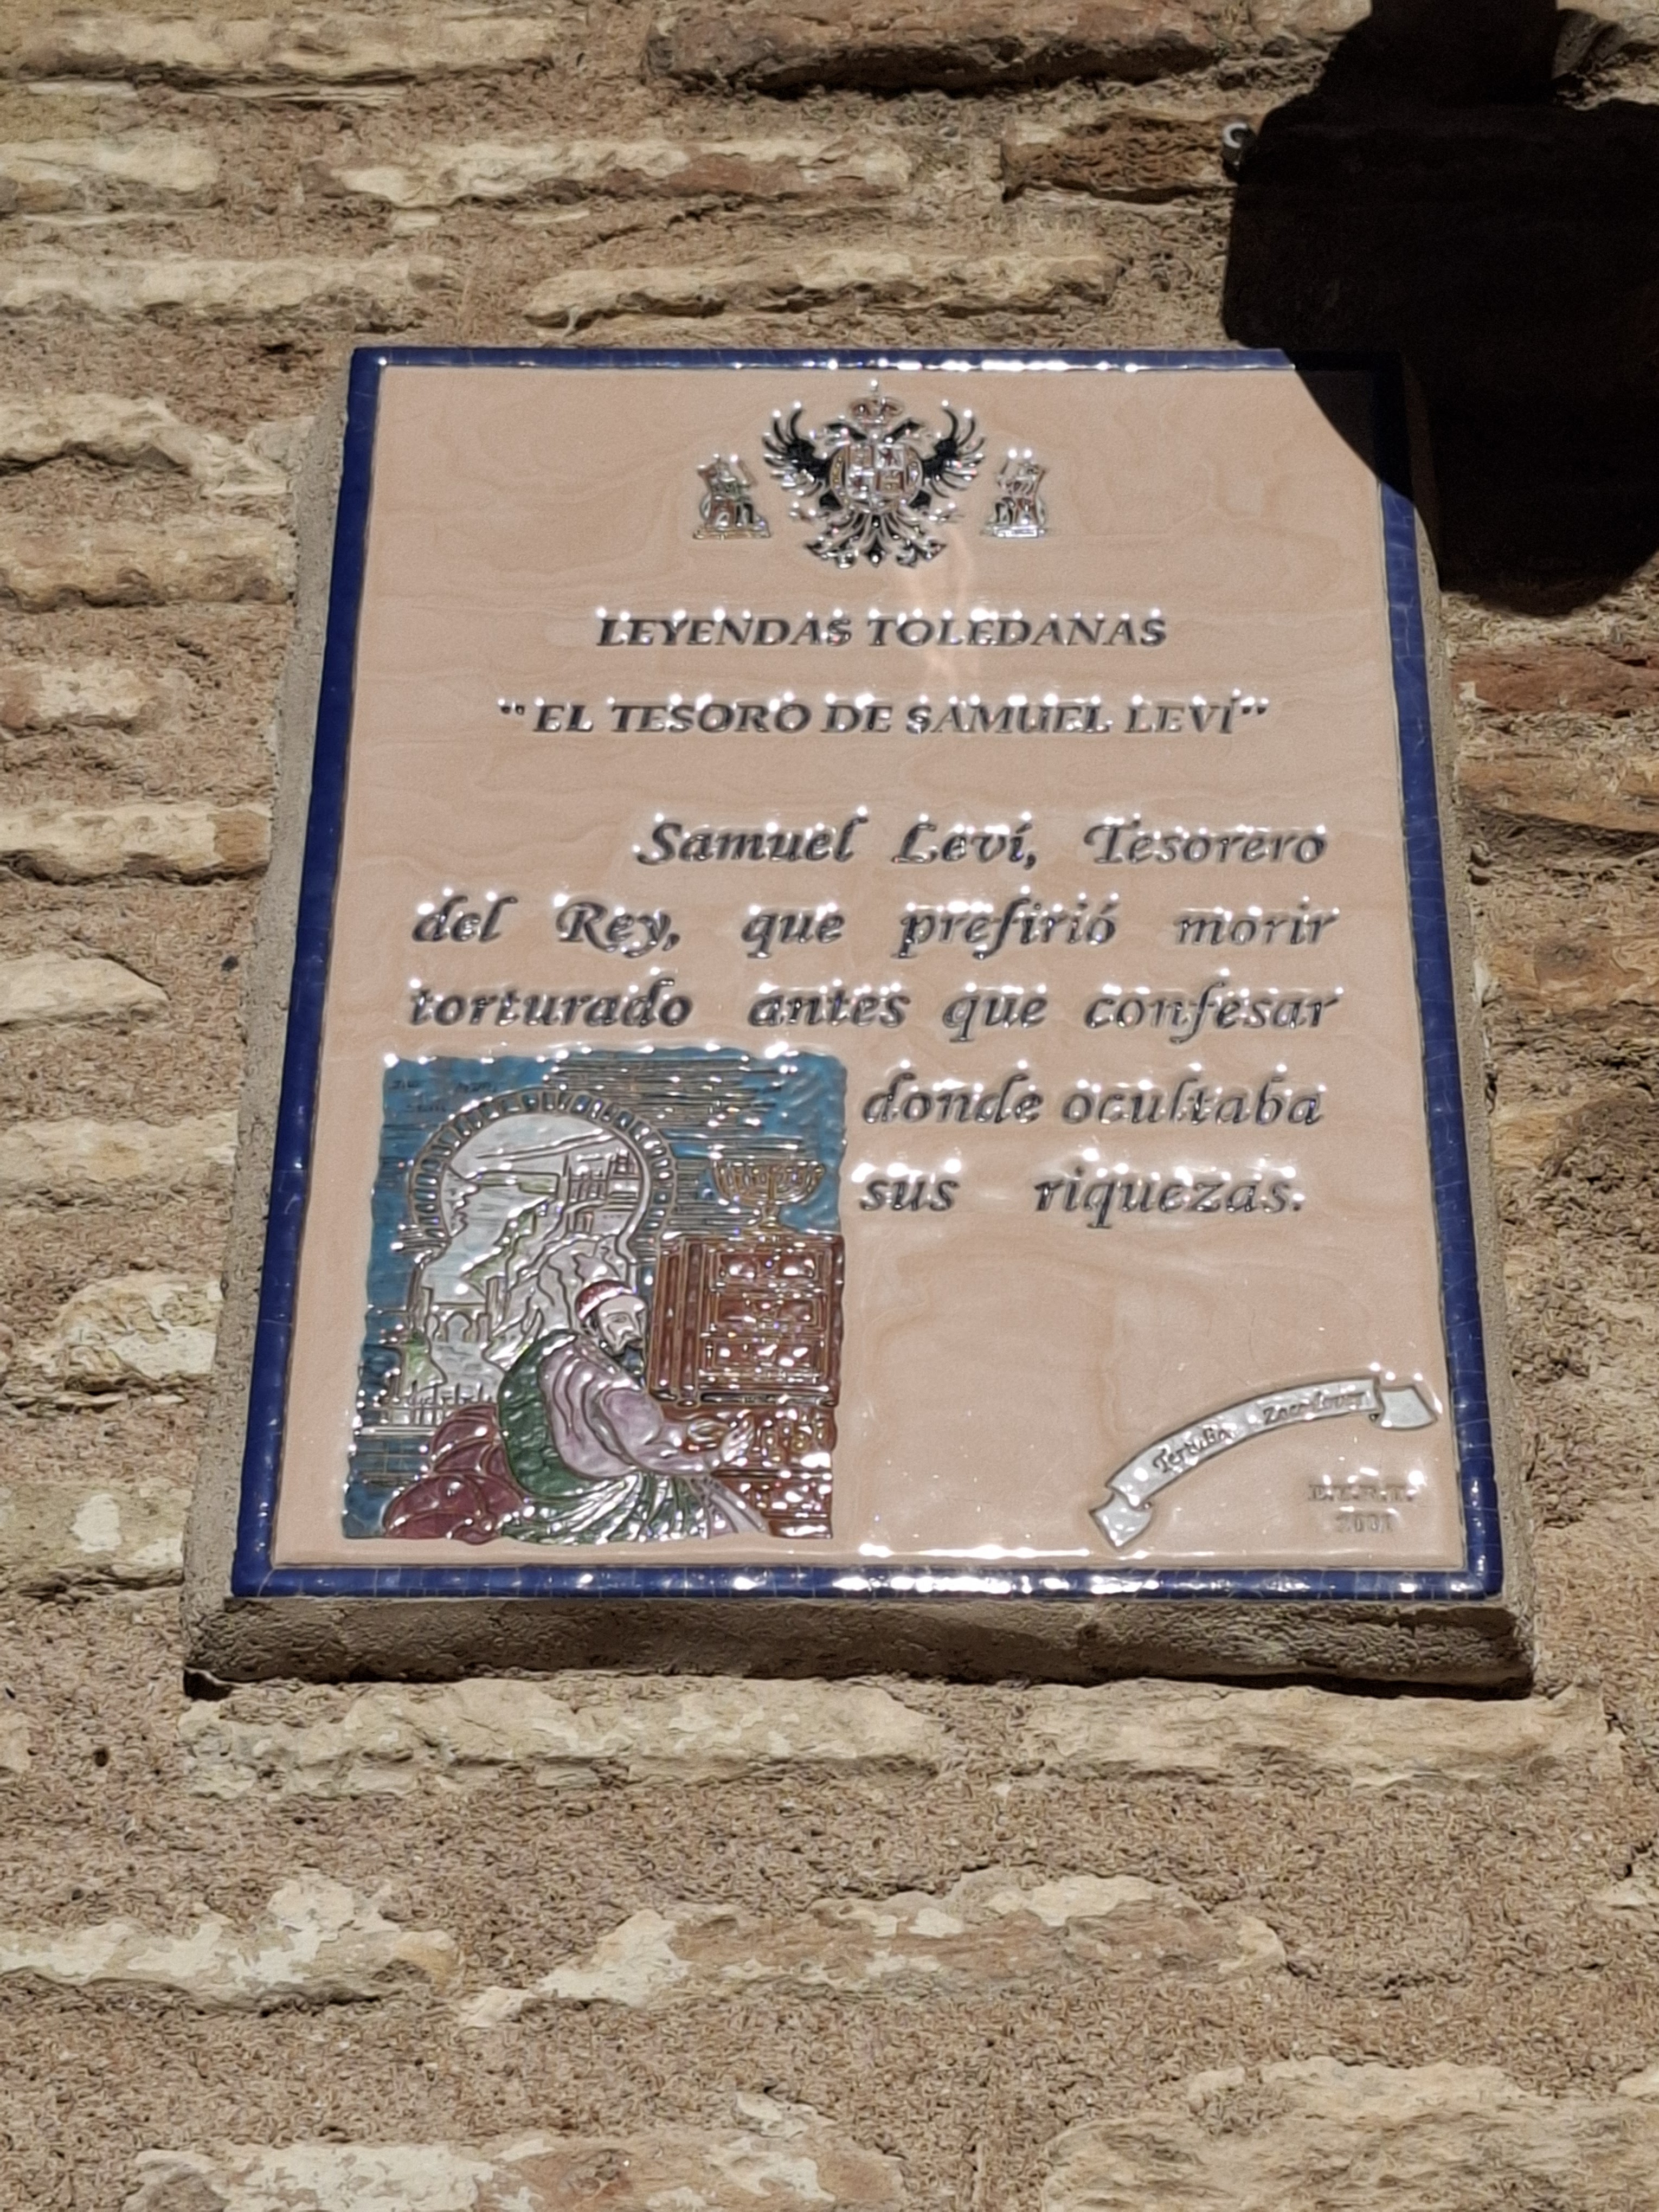 LEYENDAS TOLEDANAS
"EL TESORO DE SAMUEL LEVÍ"
Samuel Leví, Tesorero
del Rey, que prefirió morir
torturado antes que confesar
donde ocultaba
sus riquezas.
Tertulia